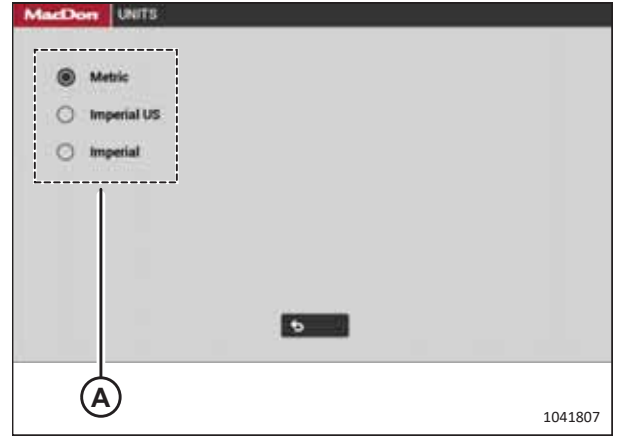 MacDon UNITS
Metric
Imperial US
Imperial
A
1041807